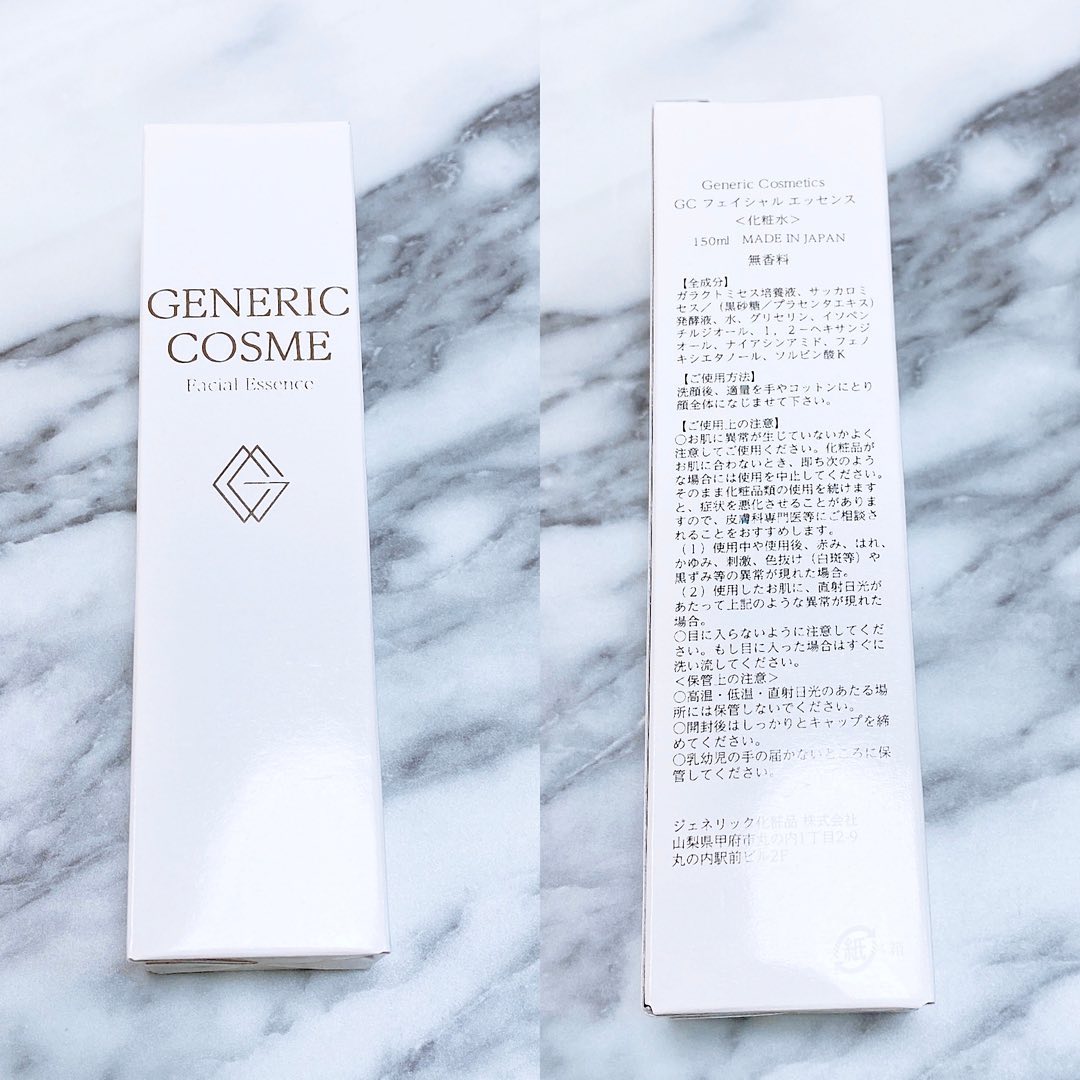 GENERIC
COSME
Facial Essence
Generic Cosmetics
GC フェイシャル エッセンス
＜化粧水＞
150ml MADE IN JAPAN
無香料
【全成分】
ガラクトミセス培養液、サッカロミ
セス／（黒砂糖／プラセンタエキス）
発酵液、水、グリセリン、イソペン
チルジオール、１，２－ヘキサンジ
オール、ナイアシンアミド、フェノ
キシエタノール、ソルビン酸K
【ご使用方法】
洗顔後、適量を手やコットンにとり
顔全体になじませて下さい。
【ご使用上の注意】
○お肌に異常が生じていないかよく
注意してご使用ください。化粧品が
お肌に合わないとき、即ち次のよう
な場合には使用を中止してください。
そのまま化粧品類の使用を続けます
と、症状を悪化させることがありま
すので、皮膚科専門医等にご相談さ
れることをおすすめします。
（1）使用中や使用後、赤み、はれ、
かゆみ、刺激、色抜け（白斑等）や
黒ずみ等の異常が現れた場合。
（2）使用したお肌に、直射日光が
あたって上記のような異常が現れた
場合。
○目に入らないように注意してくだ
さい。もし目に入った場合はすぐに
洗い流してください。
＜保管上の注意＞
○高温・低温・直射日光のあたる場
所には保管しないでください。
○開封後はしっかりとキャップを締
めてください。
○乳幼児の手の届かないところに保
管してください。
ジェネリック化粧品 株式会社
山梨県甲府市丸の内1丁目2-9
丸の内駅前ビル2F
紙